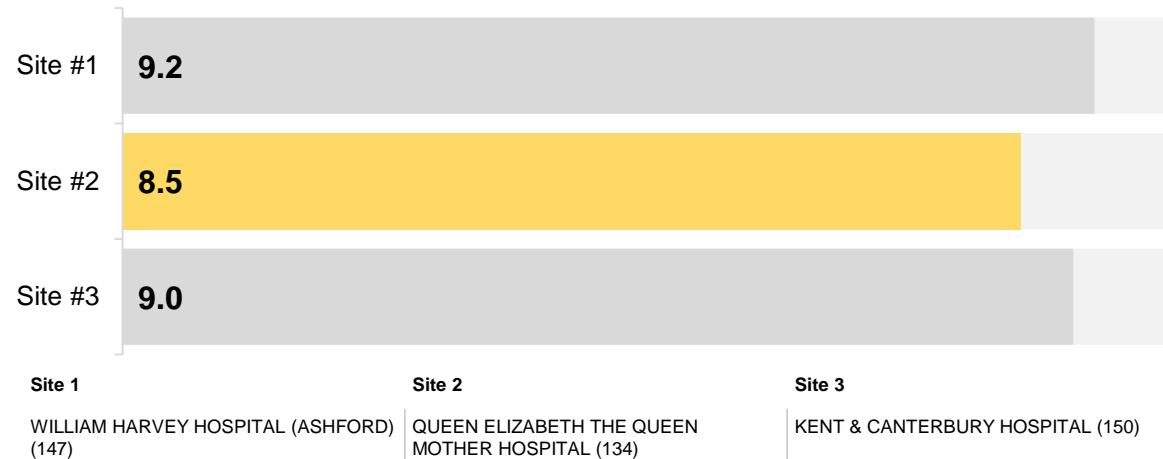 Site #1
9.2
Site #2
8.5
Site #3
9.0
Site 1
WILLIAM HARVEY HOSPITAL (ASHFORD)
(147)
Site 2
QUEEN ELIZABETH THE QUEEN
MOTHER HOSPITAL (134)
Site 3
KENT & CANTERBURY HOSPITAL (150)